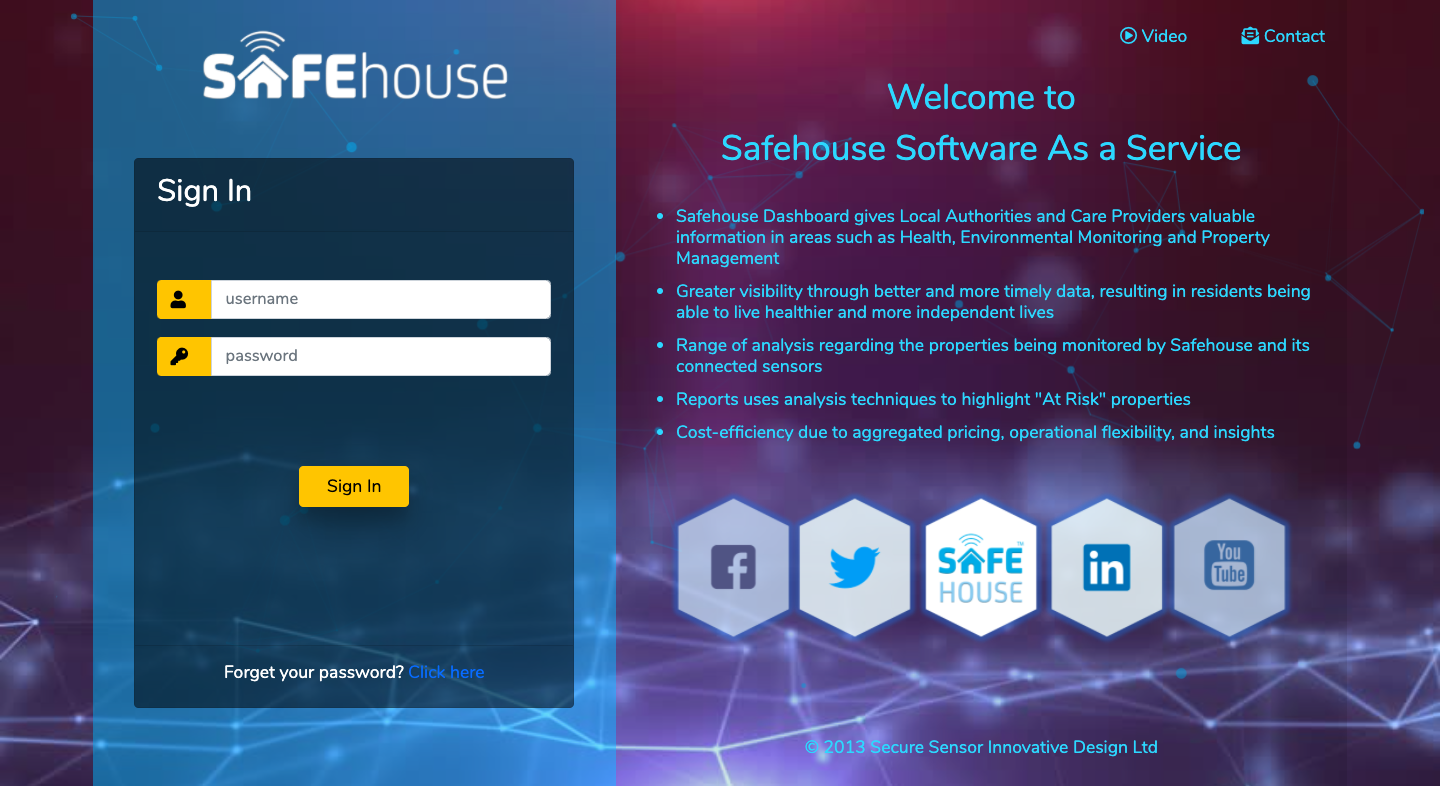 SAFEhouse
Sign In
username
password
Sign In
Forget your password? Click here
Video
Contact
Welcome to
Safehouse Software As a Service
Safehouse Dashboard gives Local Authorities and Care Providers valuable
information in areas such as Health, Environmental Monitoring and Property
Management
Greater visibility through better and more timely data, resulting in residents being
able to live healthier and more independent lives
Range of analysis regarding the properties being monitored by Safehouse and its
connected sensors
Reports uses analysis techniques to highlight "At Risk" properties
Cost-efficiency due to aggregated pricing, operational flexibility, and insights
SAFE™
HOUSE
in
You
Tube
© 2013 Secure Sensor Innovative Design Ltd